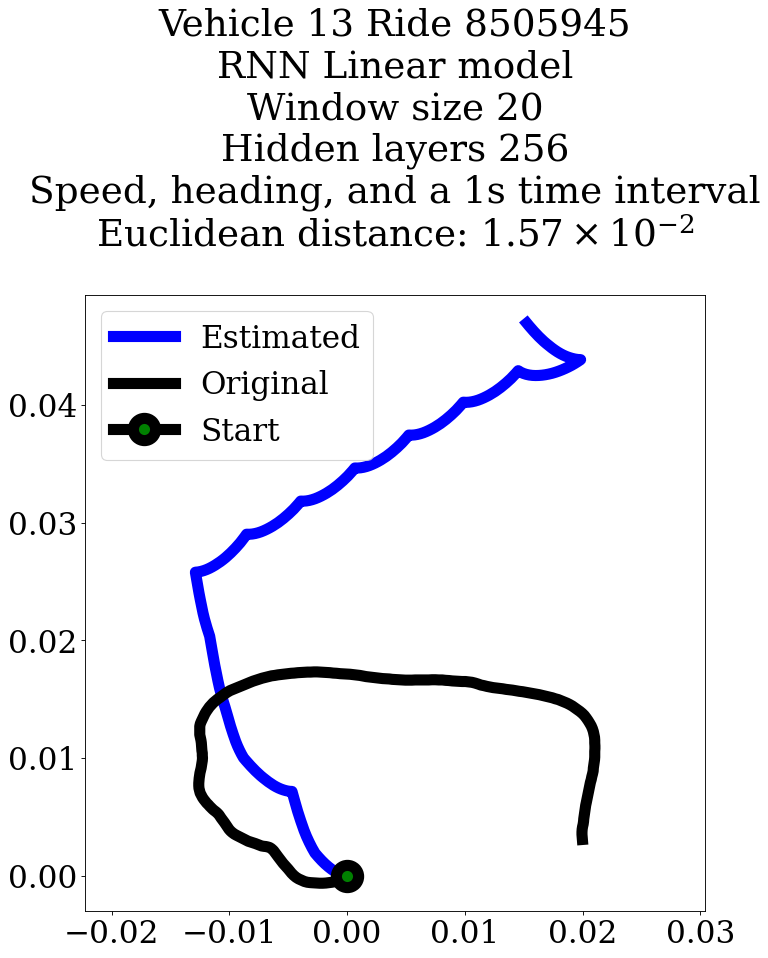 Vehicle 13 Ride 8505945
RNN Linear model
Window size 20
Hidden layers 256
Speed, heading, and a 1s time interval
Euclidean distance: 1.57 × 10⁻²
Estimated
Original
Start
0.04
0.03
0.02
0.01
0.00
−0.02 −0.01 0.00 0.01 0.02 0.03